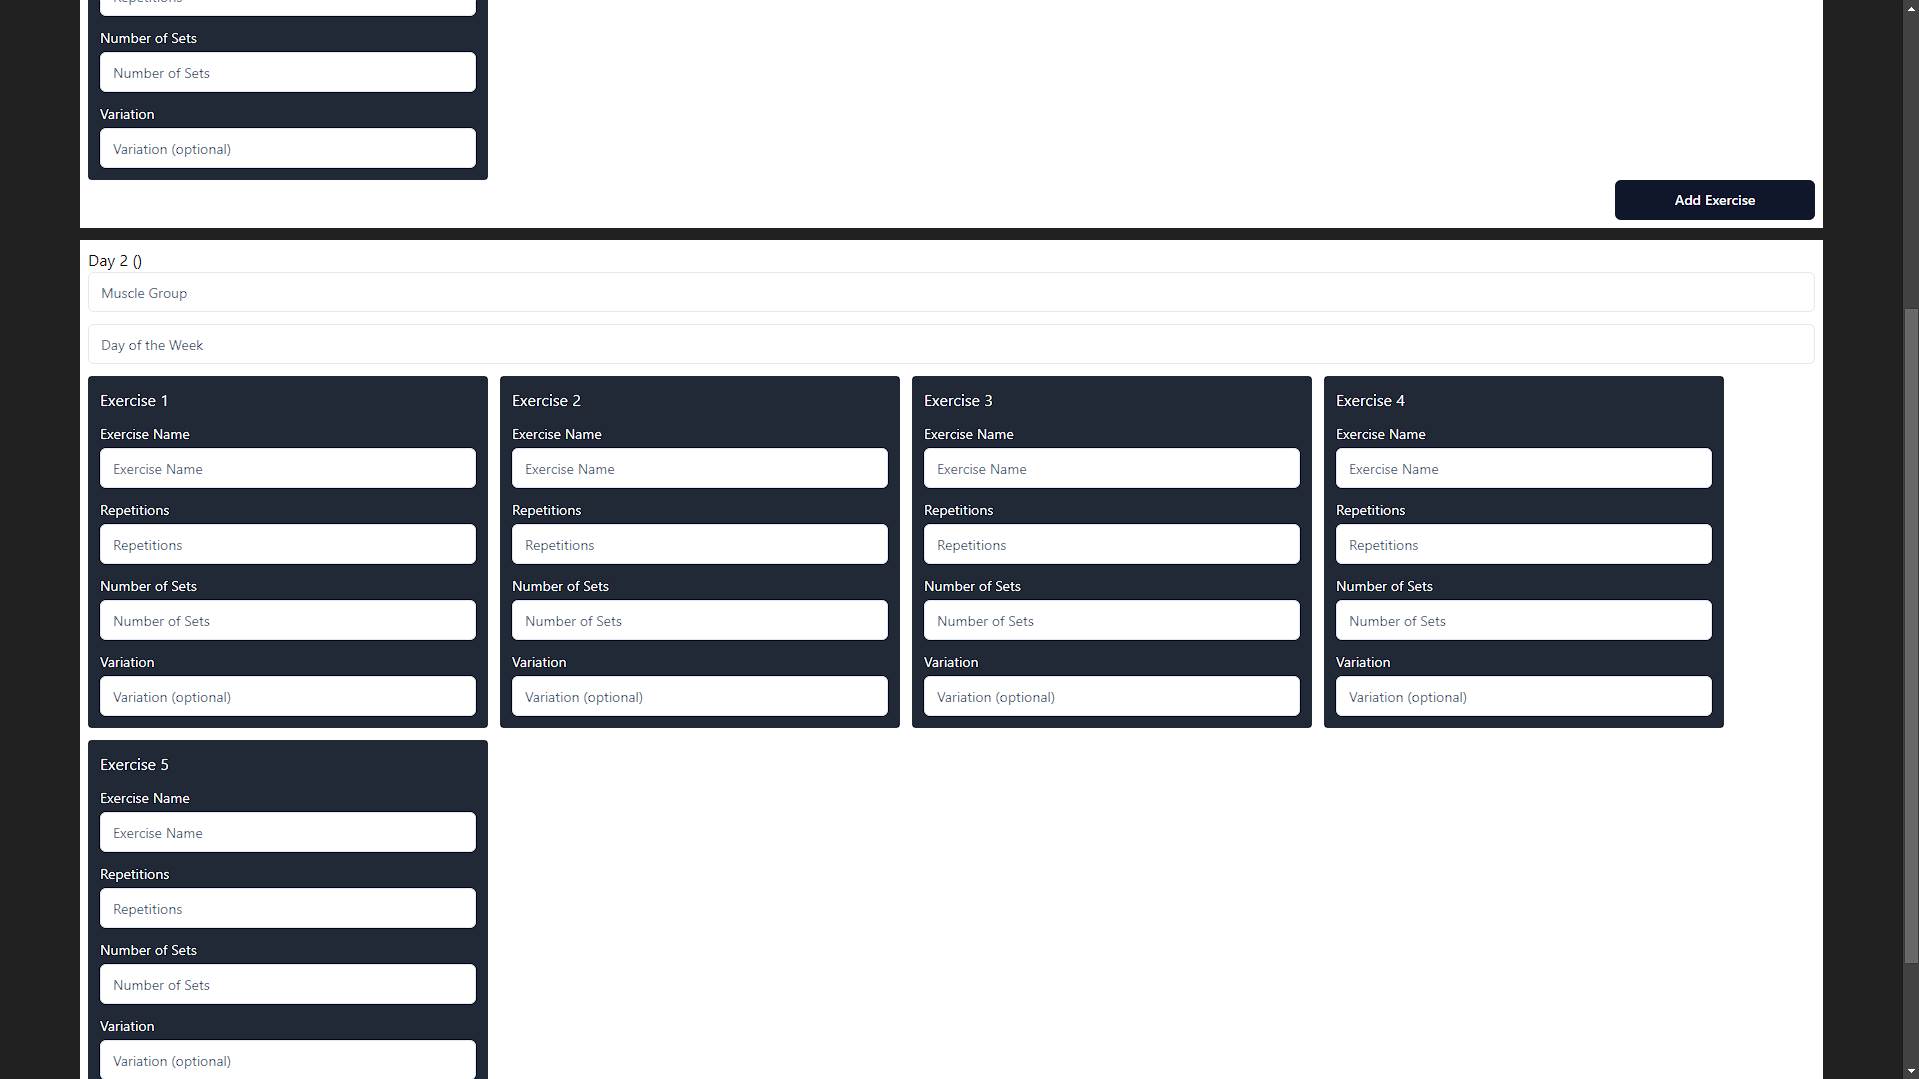 Repetitions
Number of Sets
Number of Sets
Variation
Variation (optional)
Add Exercise
Day 2 ()
Muscle Group
Day of the Week
Exercise 1
Exercise Name
Exercise Name
Repetitions
Repetitions
Number of Sets
Number of Sets
Variation
Variation (optional)
Exercise 2
Exercise Name
Exercise Name
Repetitions
Repetitions
Number of Sets
Number of Sets
Variation
Variation (optional)
Exercise 3
Exercise Name
Exercise Name
Repetitions
Repetitions
Number of Sets
Number of Sets
Variation
Variation (optional)
Exercise 4
Exercise Name
Exercise Name
Repetitions
Repetitions
Number of Sets
Number of Sets
Variation
Variation (optional)
Exercise 5
Exercise Name
Exercise Name
Repetitions
Repetitions
Number of Sets
Number of Sets
Variation
Variation (optional)